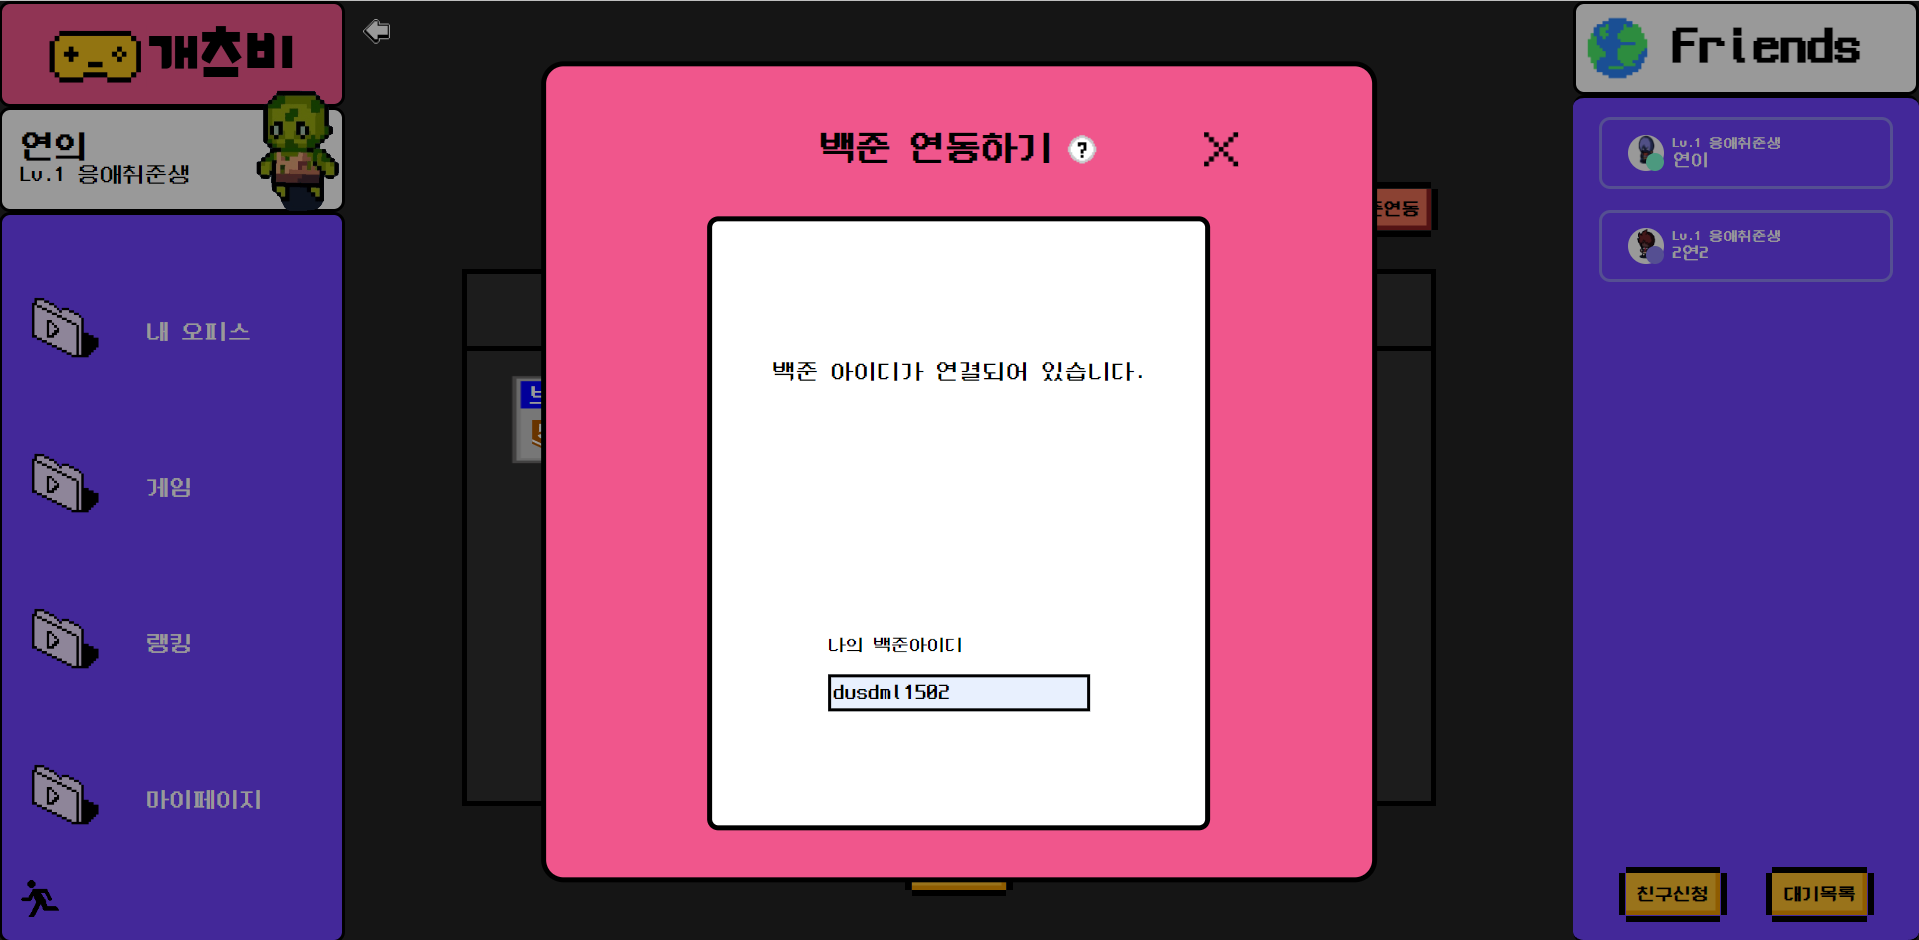 개츠비
연의
Lv.1 응애취준생
내 오피스
게임
랭킹
마이페이지
백준 연동하기 ?
연동
백준 아이디가 연결되어 있습니다.
나의 백준아이디
dusdml1502
Friends
Lv.1 응애취준생
연이
Lv.1 응애취준생
2연2
친구신청
대기목록